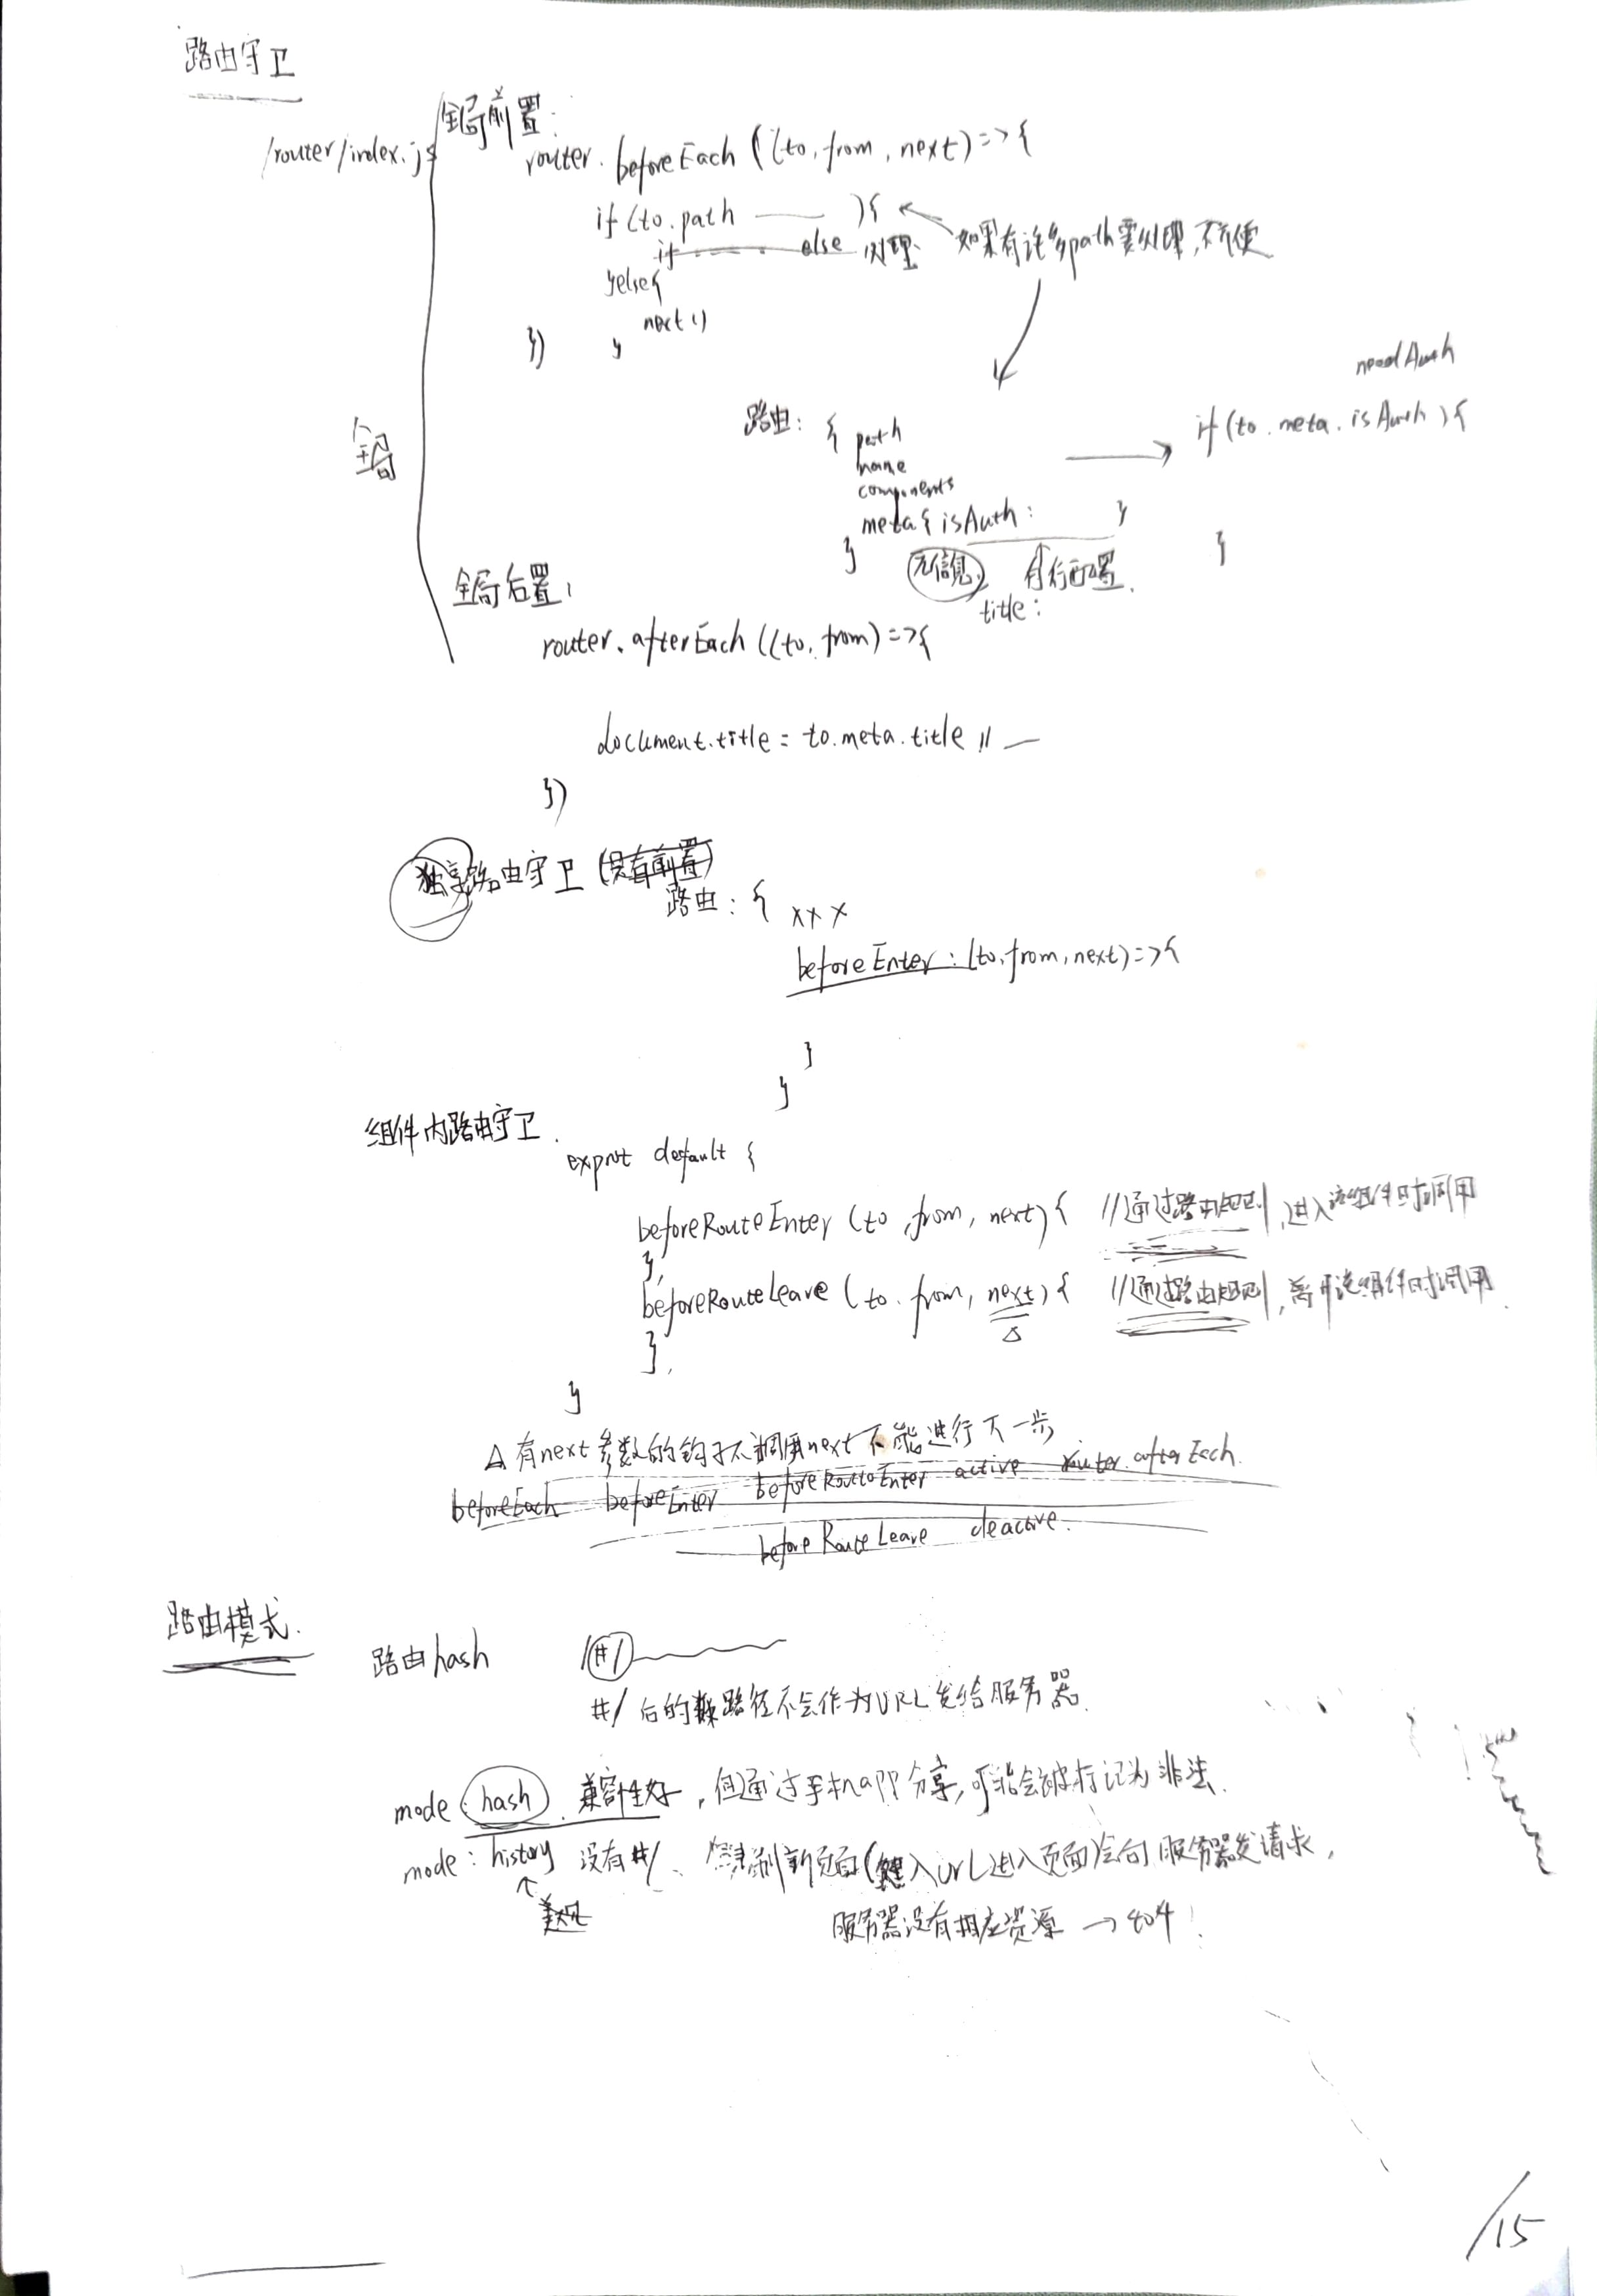 路由守卫
/router/index.js
全局前置:
router.beforeEach((to,from,next)=>{
if(to.path —— ){
if —— else 处理
如果有许多path要处理,不方便
}else{
next()
}
})
全局
needAuth
路由: {
path
name
components
meta{isAuth: }
}
if(to.meta.isAuth){
}
元信息 自行配置.
title:
全局后置:
router.afterEach((to,from)=>{
document.title = to.meta.title || —
})
独享路由守卫(只有前置)
路由: { xxx
beforeEnter:(to,from,next)=>{
}
}
组件内路由守卫.
export default {
beforeRouteEnter(to,from,next){ //通过路由规则,进入该组件时调用
},
beforeRouteLeave(to.from,next){ //通过路由规则,离开该组件时调用
△
},
}
△有next参数的钩子不调用next不能进行下一步
beforeEach beforeEnter beforeRouteEnter active router.afterEach.
beforeRouteLeave deactive.
路由模式.
路由hash /#/
#/后的路径不会作为URL发给服务器.
mode:hash. 兼容性好,但通过手机app分享,可能会被标记为非法.
mode:history 没有#/、刷新页面(键入URL进入页面)会向服务器发请求,
美观
服务器没有相应资源 → 404!
/15